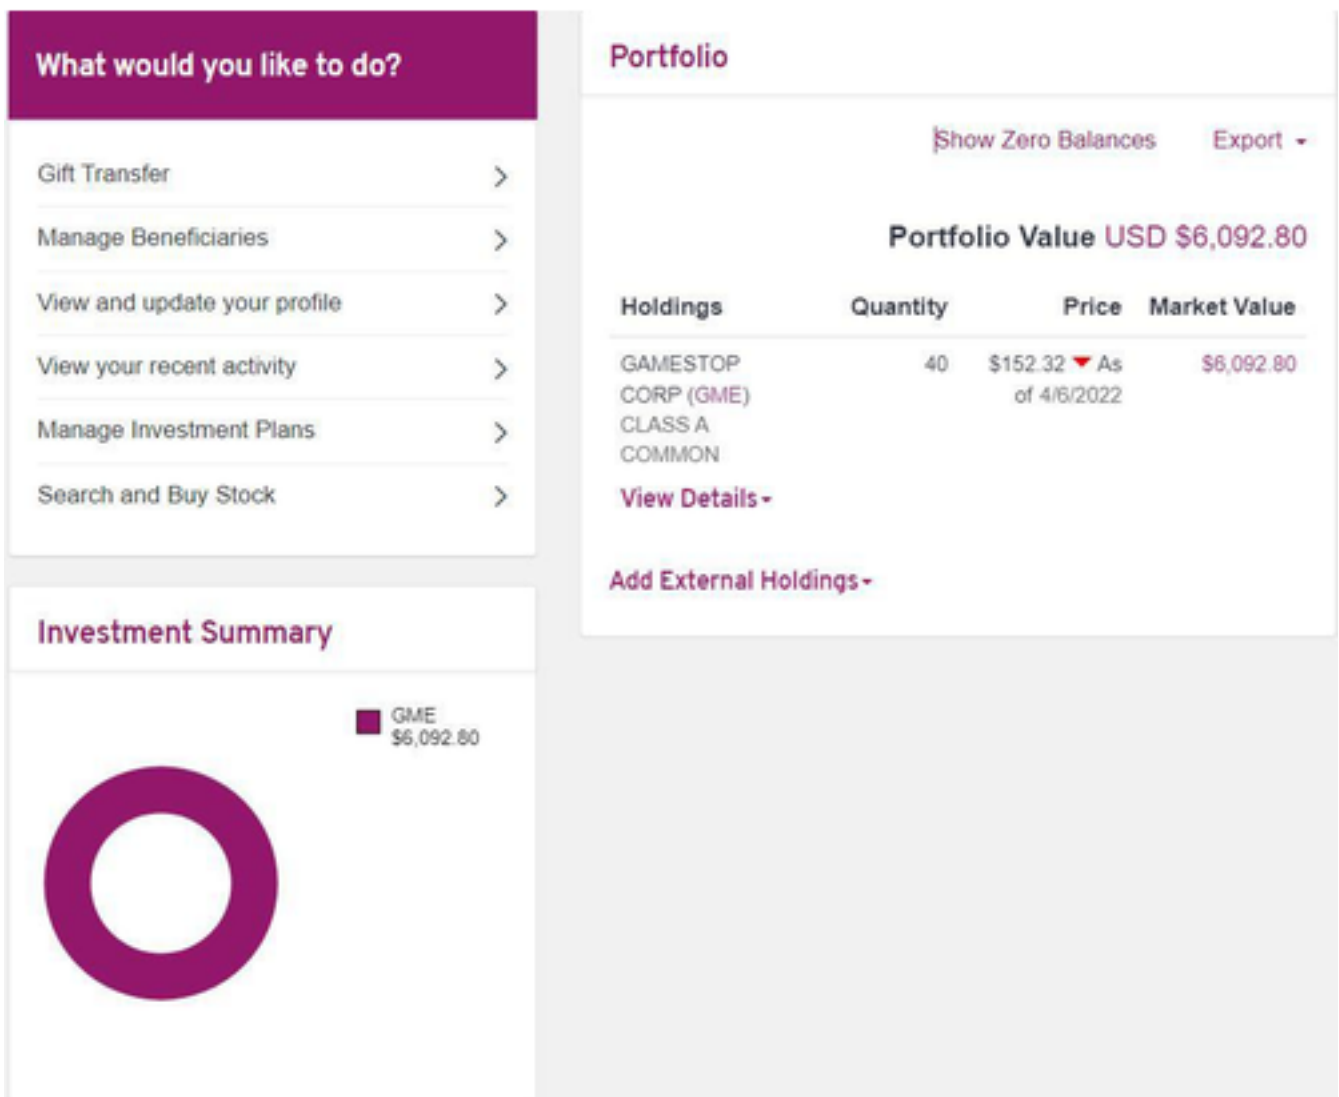 What would you like to do?
Gift Transfer
Manage Beneficiaries
View and update your profile
View your recent activity
Manage Investment Plans
Search and Buy Stock
Investment Summary
GME
$6,092.80
Portfolio
Show Zero Balances Export
Portfolio Value USD $6,092.80
Holdings Quantity Price Market Value
GAMESTOP 40 $152.32 As $6,092.80
CORP (GME) of 4/6/2022
CLASS A
COMMON
View Details
Add External Holdings